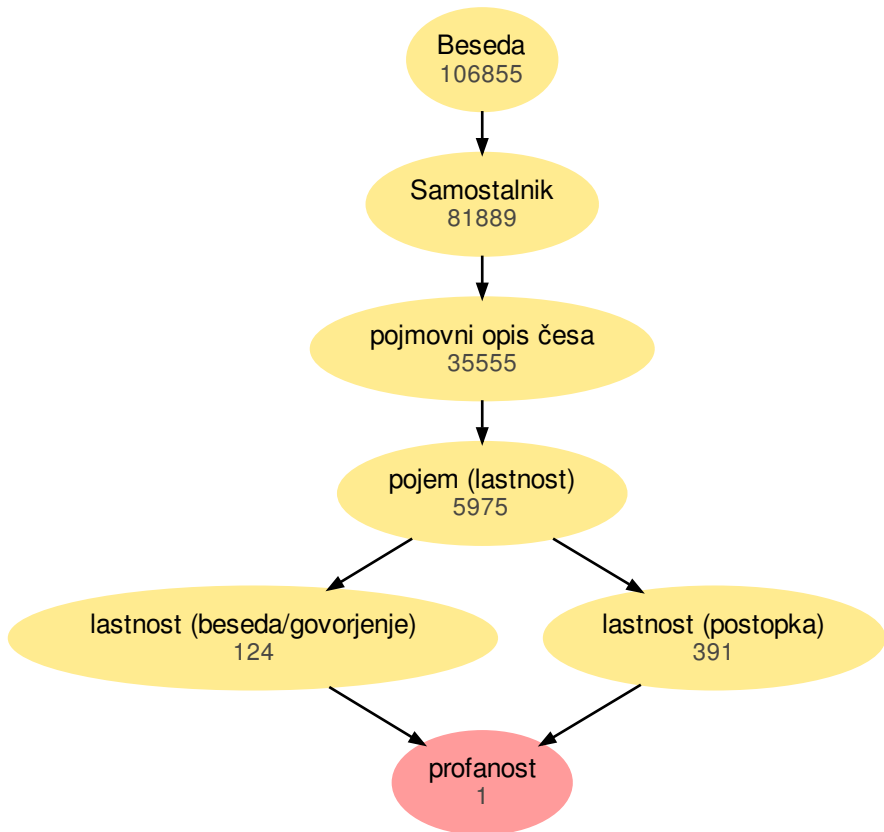 Beseda
106855
Samostalnik
81889
pojmovni opis česa
35555
pojem (lastnost)
5975
lastnost (beseda/govorjenje)
124
lastnost (postopka)
391
profanost
1